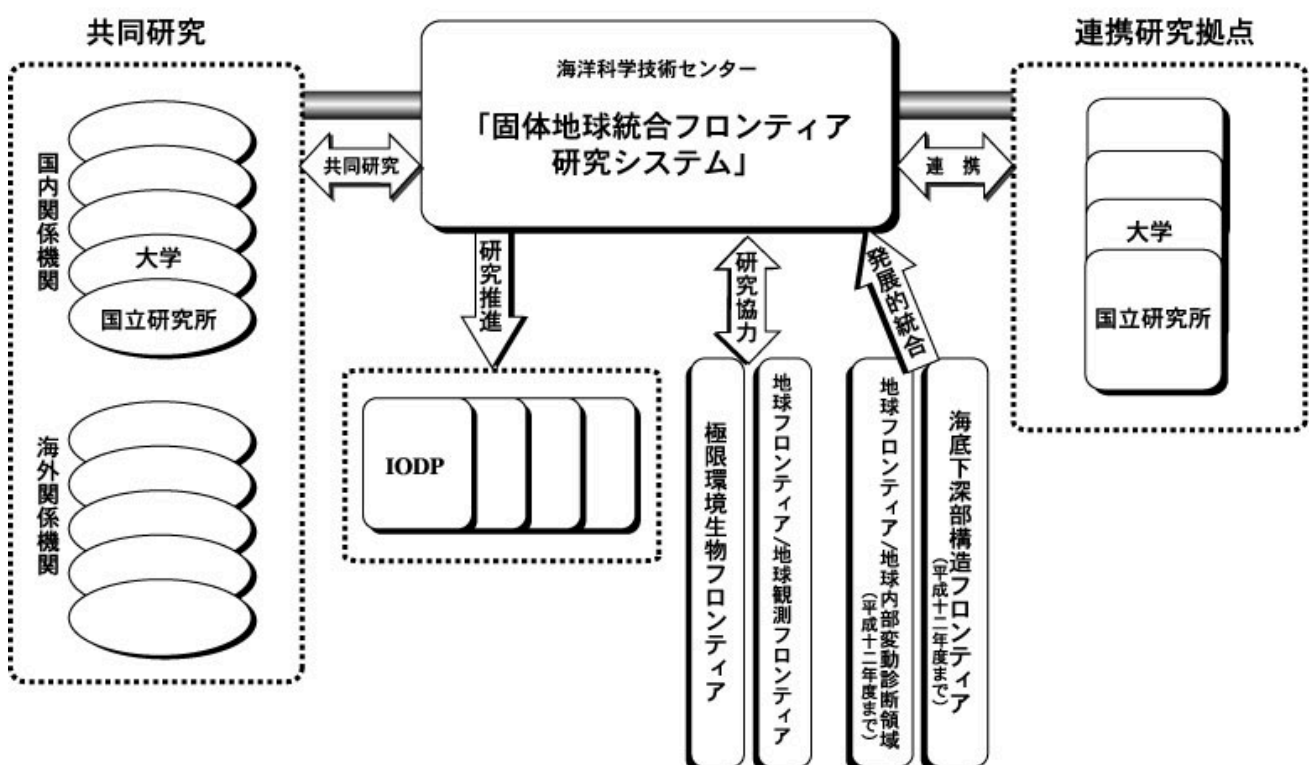 共同研究
国内関係機関
大学
国立研究所
海外関係機関
共同研究
海洋科学技術センター
「固体地球統合フロンティア
研究システム」
連　携
連携研究拠点
大学
国立研究所
研究推進
IODP
研究協力
極限環境生物フロンティア
地球フロンティア/地球観測フロンティア
発展的統合
地球フロンティア/地球内部変動診断領域
（平成十二年度まで）
海底下深部構造フロンティア
（平成十二年度まで）